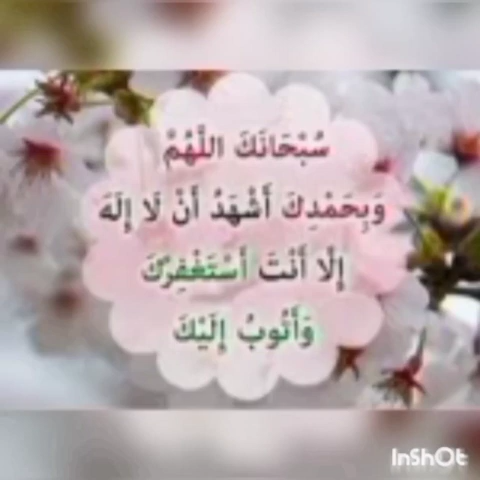 سُبْحَانَكَ اللَّهُمَّ
وَبِحَمْدِكَ أَشْهَدُ أَنْ لَا إِلَهَ
إِلَّا أَنْتَ أَسْتَغْفِرُكَ
وَأَتُوبُ إِلَيْكَ
InShOt